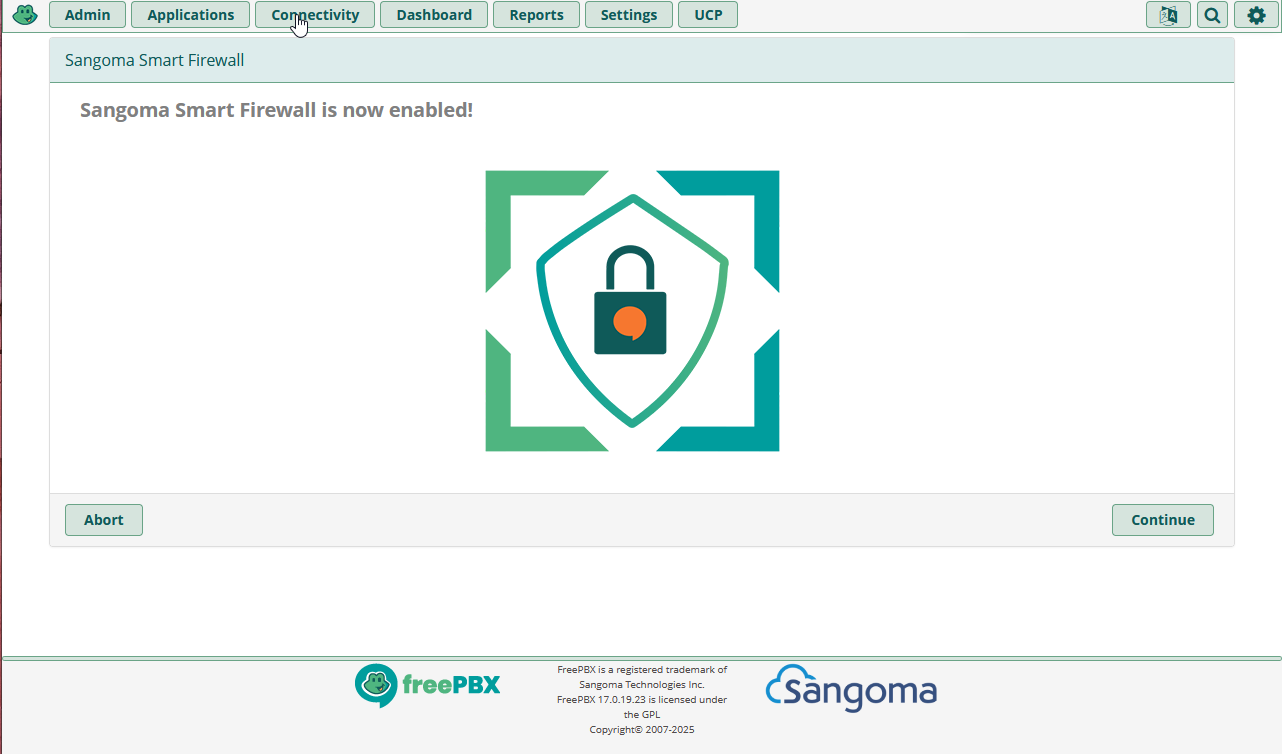 Admin Applications Connectivity Dashboard Reports Settings UCP
Sangoma Smart Firewall
Sangoma Smart Firewall is now enabled!
Abort Continue
freePBX
FreePBX is a registered trademark of
Sangoma Technologies Inc.
FreePBX 17.0.19.23 is licensed under
the GPL
Copyright© 2007-2025
Sangoma